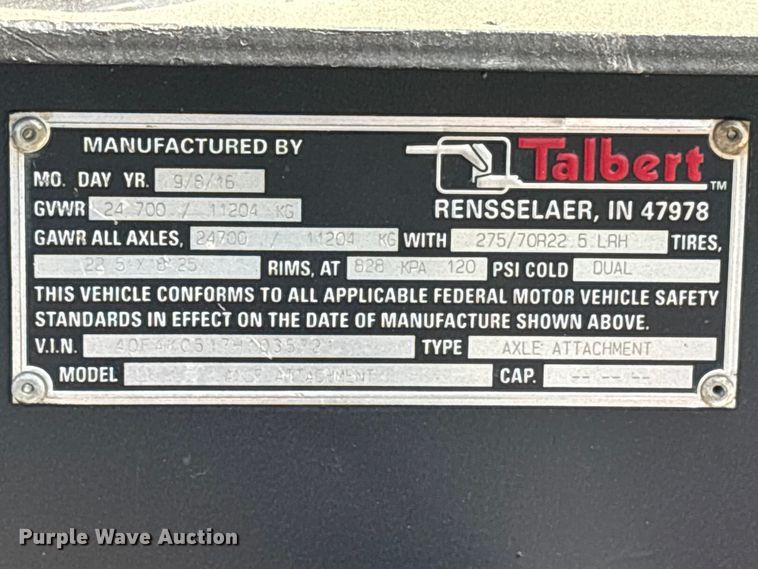 MANUFACTURED BY
Talbert™
MO. DAY YR. 9/8/16
RENSSELAER, IN 47978
GVWR 24 700 / 11204 KG
GAWR ALL AXLES, 24700 / 11204 KG WITH 275/70R22 5 LRH TIRES,
22 5 X 8 25 RIMS, AT 828 KPA 120 PSI COLD DUAL
THIS VEHICLE CONFORMS TO ALL APPLICABLE FEDERAL MOTOR VEHICLE SAFETY
STANDARDS IN EFFECT ON THE DATE OF MANUFACTURE SHOWN ABOVE.
V.I.N. TYPE AXLE ATTACHMENT
MODEL ATTACHMENT CAP. -- -- --
Purple Wave Auction